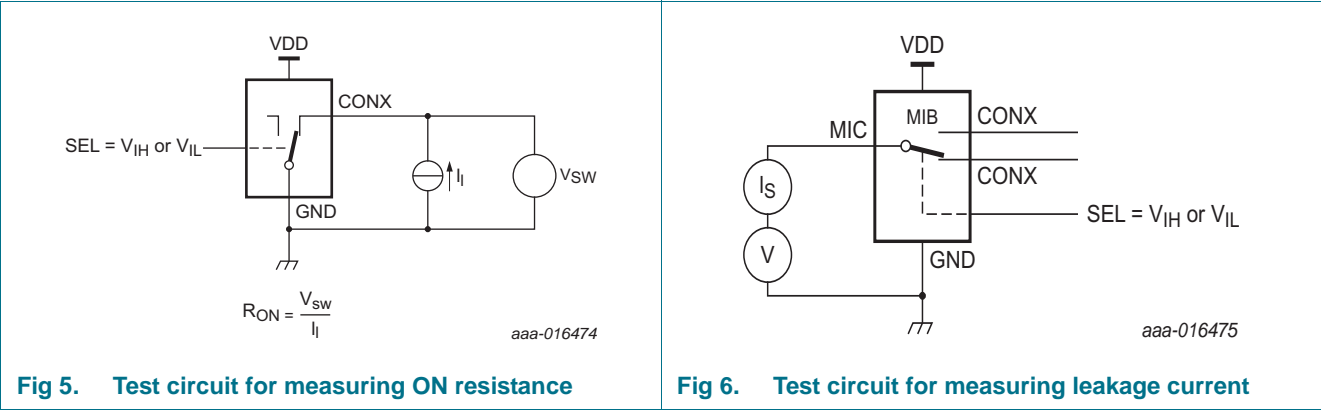 VDD
CONX
SEL = VIH or VIL
II
VSW
GND
RON = Vsw / II
aaa-016474
Fig 5. Test circuit for measuring ON resistance
VDD
MIB
CONX
MIC
CONX
IS
SEL = VIH or VIL
V
GND
aaa-016475
Fig 6. Test circuit for measuring leakage current